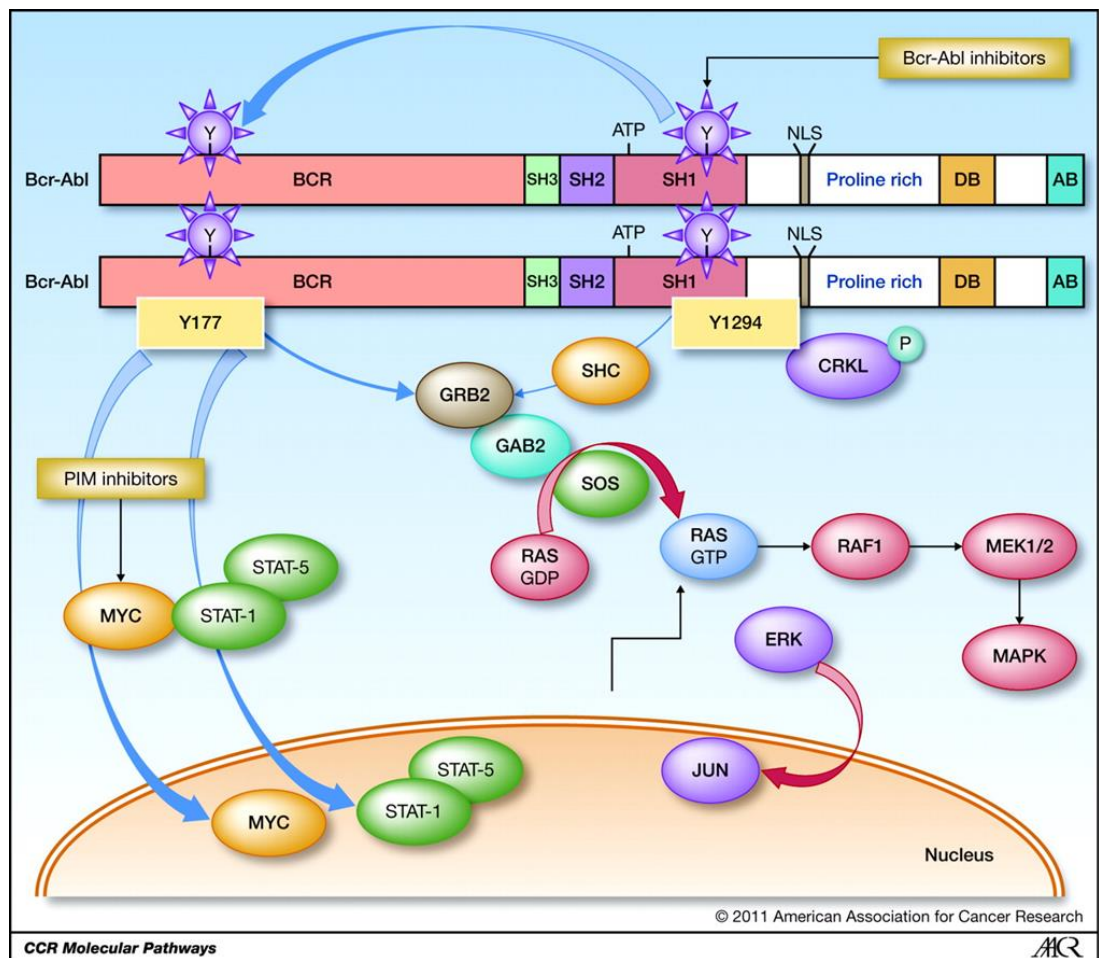 Bcr-Abl inhibitors
Y
Y
ATP
NLS
Bcr-Abl
BCR
SH3
SH2
SH1
Proline rich
DB
AB
Y
Y
ATP
NLS
Bcr-Abl
BCR
SH3
SH2
SH1
Proline rich
DB
AB
Y177
Y1294
P
CRKL
SHC
GRB2
GAB2
SOS
PIM inhibitors
RAS
GDP
RAS
GTP
RAF1
MEK1/2
STAT-5
MYC
STAT-1
ERK
MAPK
JUN
STAT-5
STAT-1
MYC
Nucleus
© 2011 American Association for Cancer Research
CCR Molecular Pathways
AACR